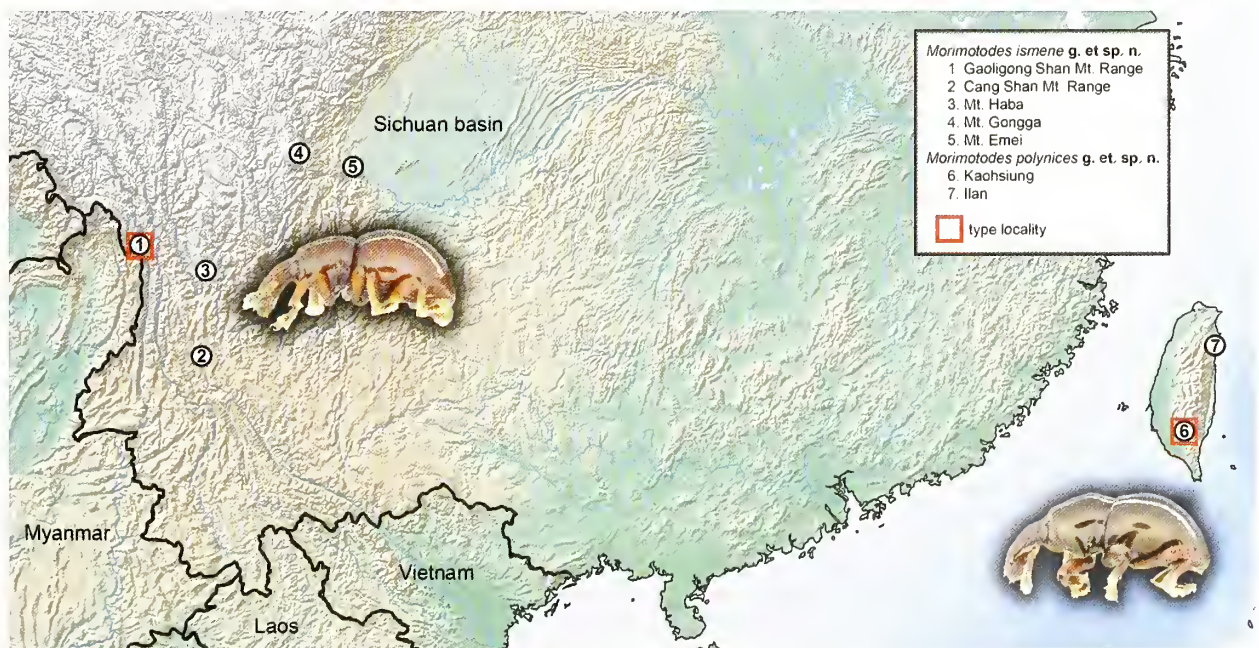 Morimotodes ismene g. et sp. n.
1 Gaoligong Shan Mt. Range
2 Cang Shan Mt Range
3. Mt. Haba
4. Mt. Gongga
5. Mt. Emei
Morimotodes polynices g. et. sp. n.
6. Kaohsiung
7. Ilan
type locality
Sichuan basin
4
5
1
3
2
7
6
Myanmar
Vietnam
Laos